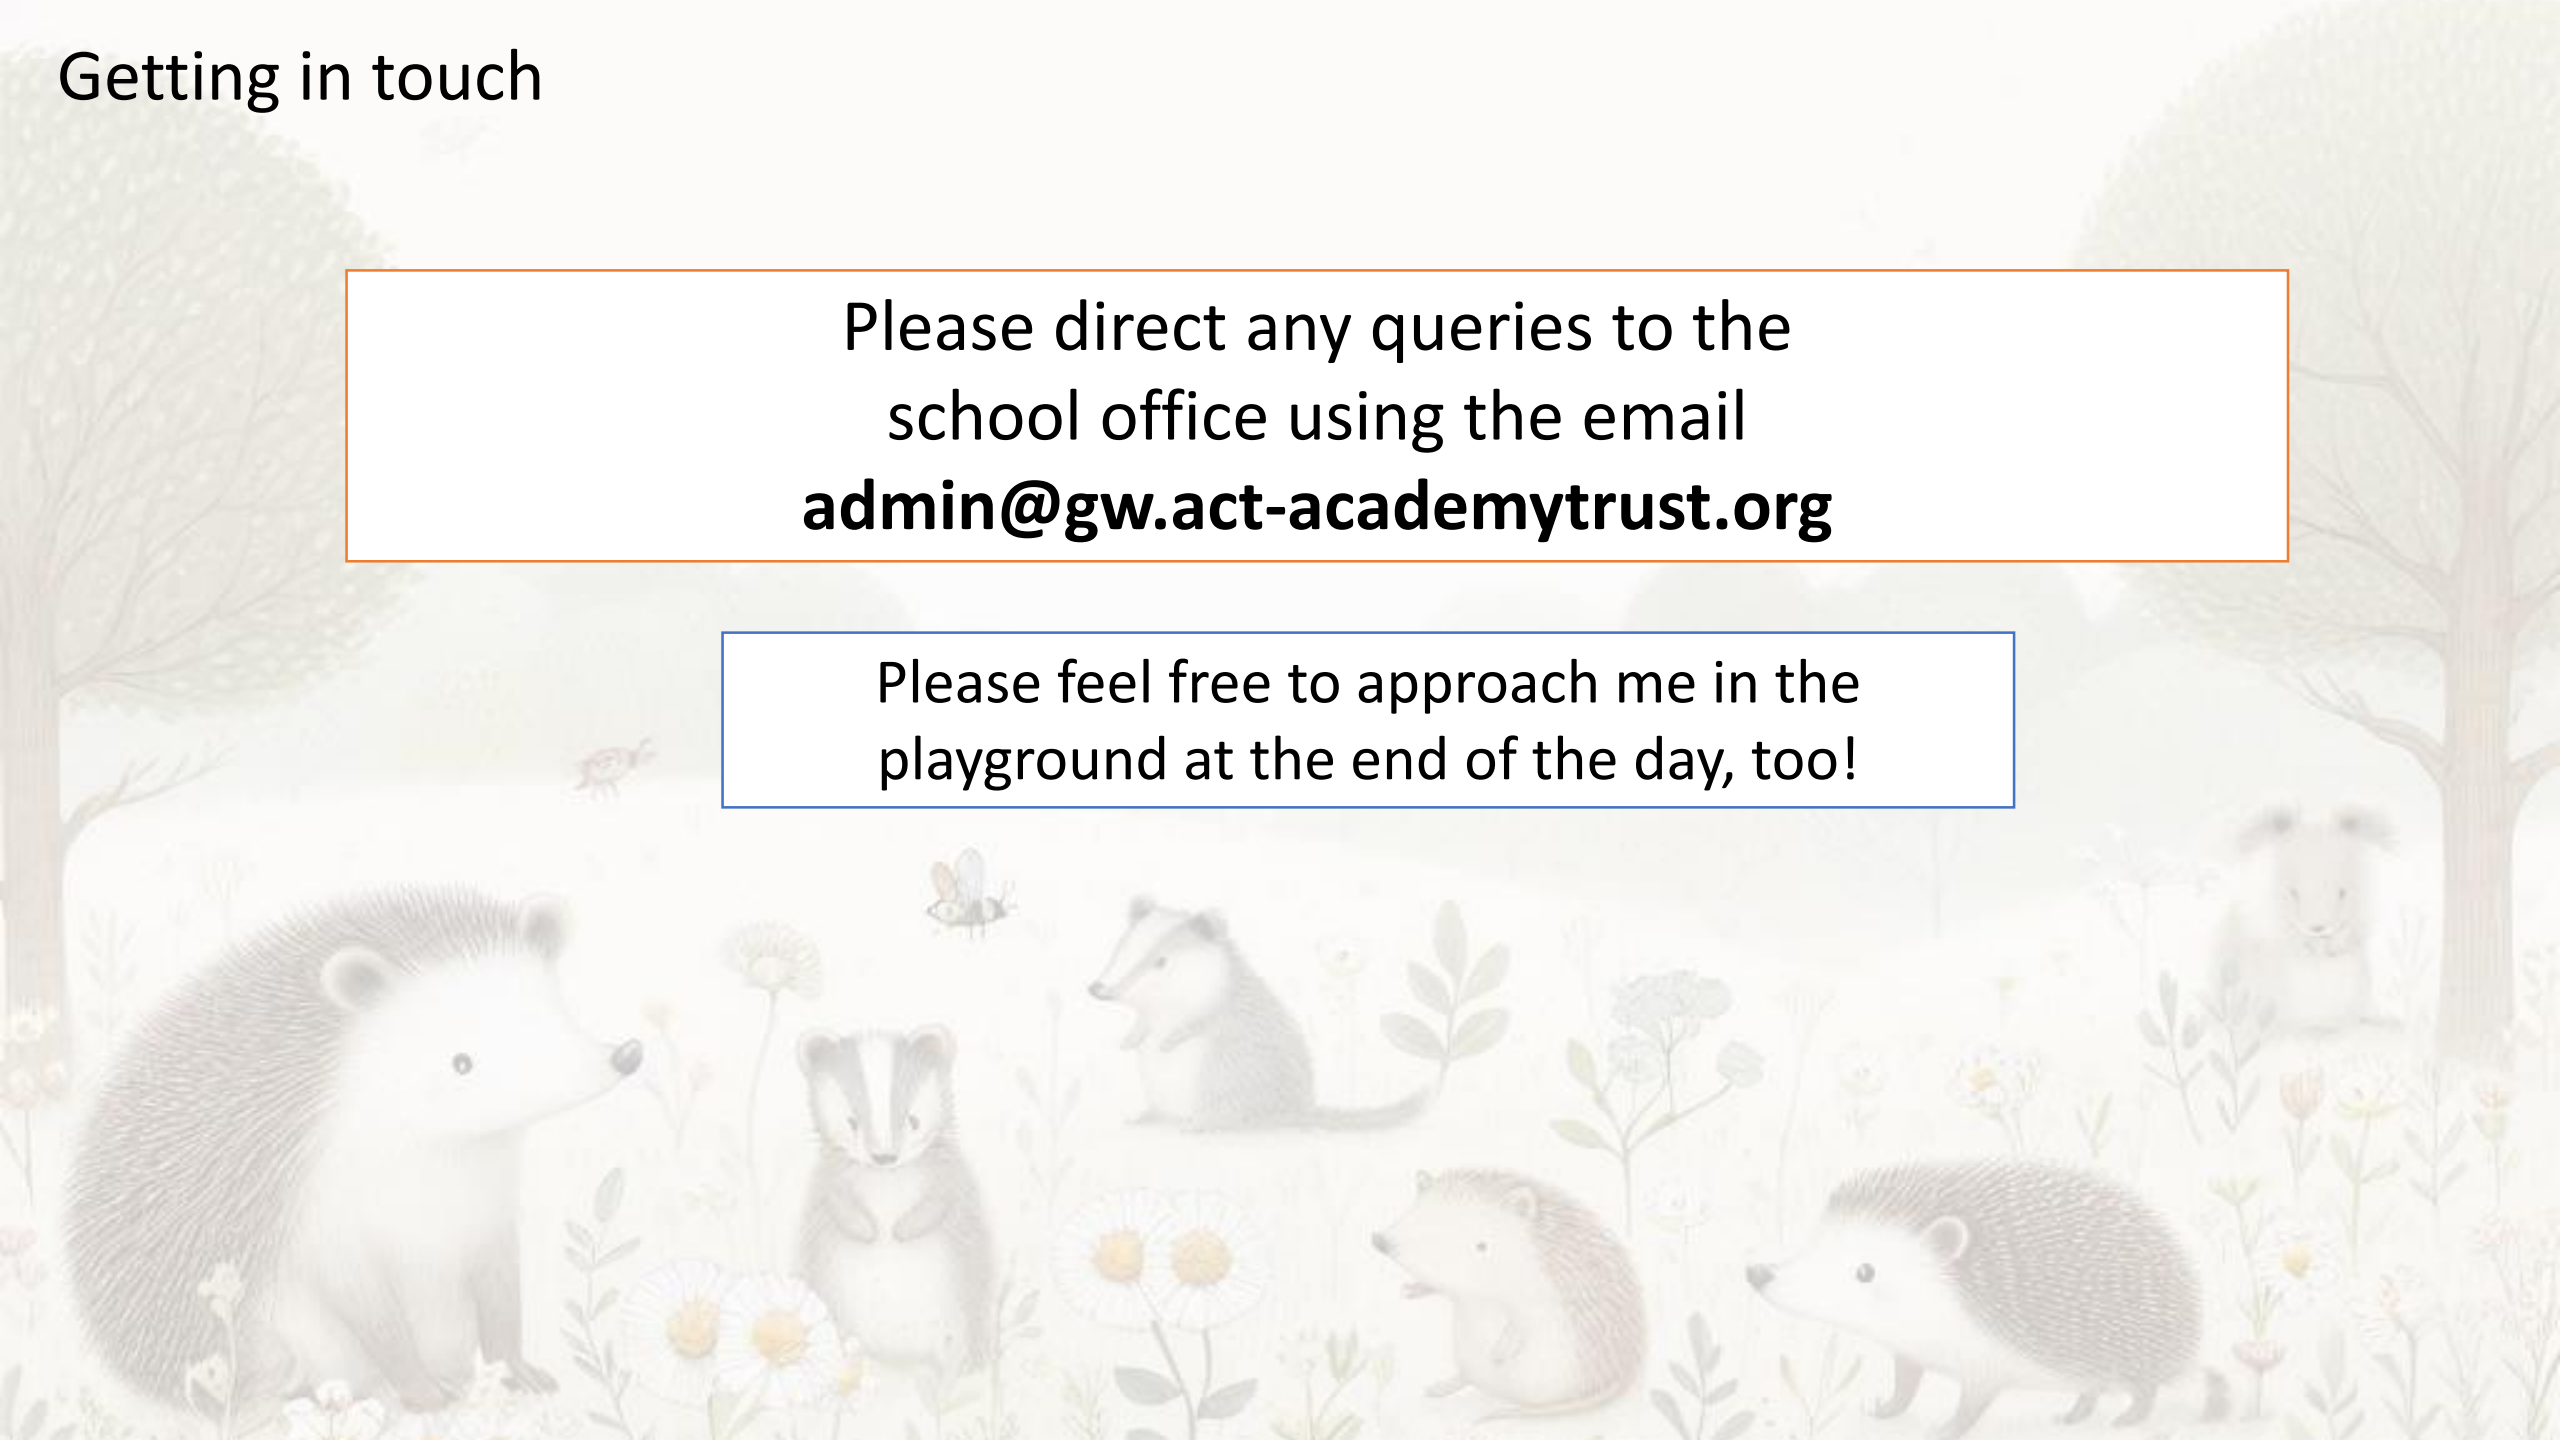 Getting in touch
Please direct any queries to the
school office using the email
admin@gw.act-academytrust.org
Please feel free to approach me in the
playground at the end of the day, too!